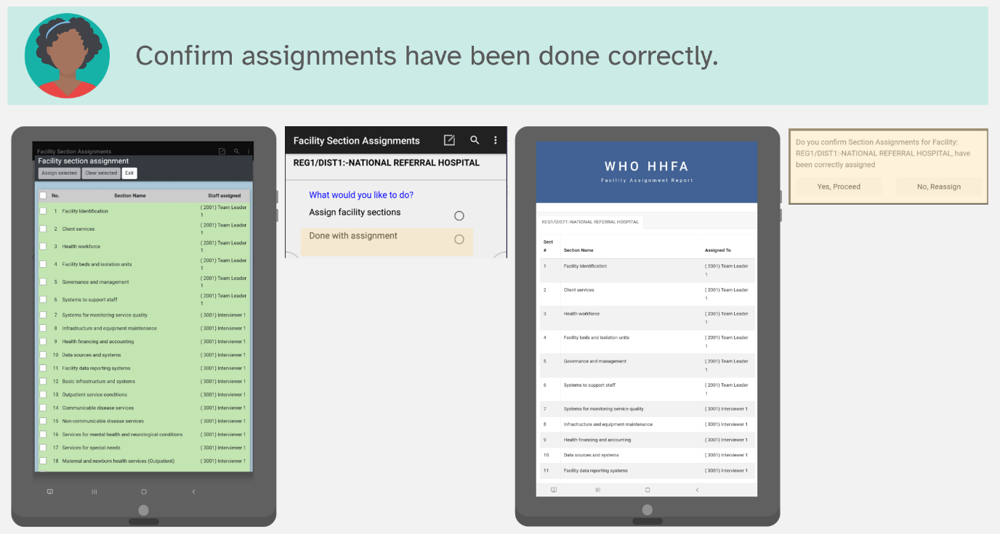 Confirm assignments have been done correctly.
Facility Section Assignments
Facility section assignment
Assign selected Clear selected Exit
No. Section Name Staff assigned
1 Facility Identification ( 2001) Team Leader 1
2 Client services ( 2001) Team Leader 1
3 Health workforce ( 2001) Team Leader 1
4 Facility beds and isolation units ( 2001) Team Leader 1
5 Governance and management ( 2001) Team Leader 1
6 Systems to support staff ( 2001) Team Leader 1
7 Systems for monitoring service quality ( 3001) Interviewer 1
8 Infrastructure and equipment maintenance ( 3001) Interviewer 1
9 Health financing and accounting ( 3001) Interviewer 1
10 Data sources and systems ( 3001) Interviewer 1
11 Facility data reporting systems ( 3001) Interviewer 1
12 Basic infrastructure and systems ( 3001) Interviewer 1
13 Outpatient service conditions ( 3001) Interviewer 1
14 Communicable disease services ( 3001) Interviewer 1
15 Non-communicable disease services ( 3001) Interviewer 1
16 Services for mental health and neurological conditions ( 3001) Interviewer 1
17 Services for special needs ( 3001) Interviewer 1
18 Maternal and newborn health services (Outpatient) ( 3001) Interviewer 1
Facility Section Assignments
REG1/DIST1:-NATIONAL REFERRAL HOSPITAL
What would you like to do?
Assign facility sections
Done with assignment
WHO HHFA
Facility Assignment Report
REG1/DIST1:-NATIONAL REFERRAL HOSPITAL
Sect # Section Name Assigned To
1 Facility Identification ( 2001) Team Leader 1
2 Client services ( 2001) Team Leader 1
3 Health workforce ( 2001) Team Leader 1
4 Facility beds and isolation units ( 2001) Team Leader 1
5 Governance and management ( 2001) Team Leader 1
6 Systems to support staff ( 2001) Team Leader 1
7 Systems for monitoring service quality ( 3001) Interviewer 1
8 Infrastructure and equipment maintenance ( 3001) Interviewer 1
9 Health financing and accounting ( 3001) Interviewer 1
10 Data sources and systems ( 3001) Interviewer 1
11 Facility data reporting systems ( 3001) Interviewer 1
Do you confirm Section Assignments for Facility:
REG1/DIST1:-NATIONAL REFERRAL HOSPITAL, have
been correctly assigned
Yes, Proceed No, Reassign